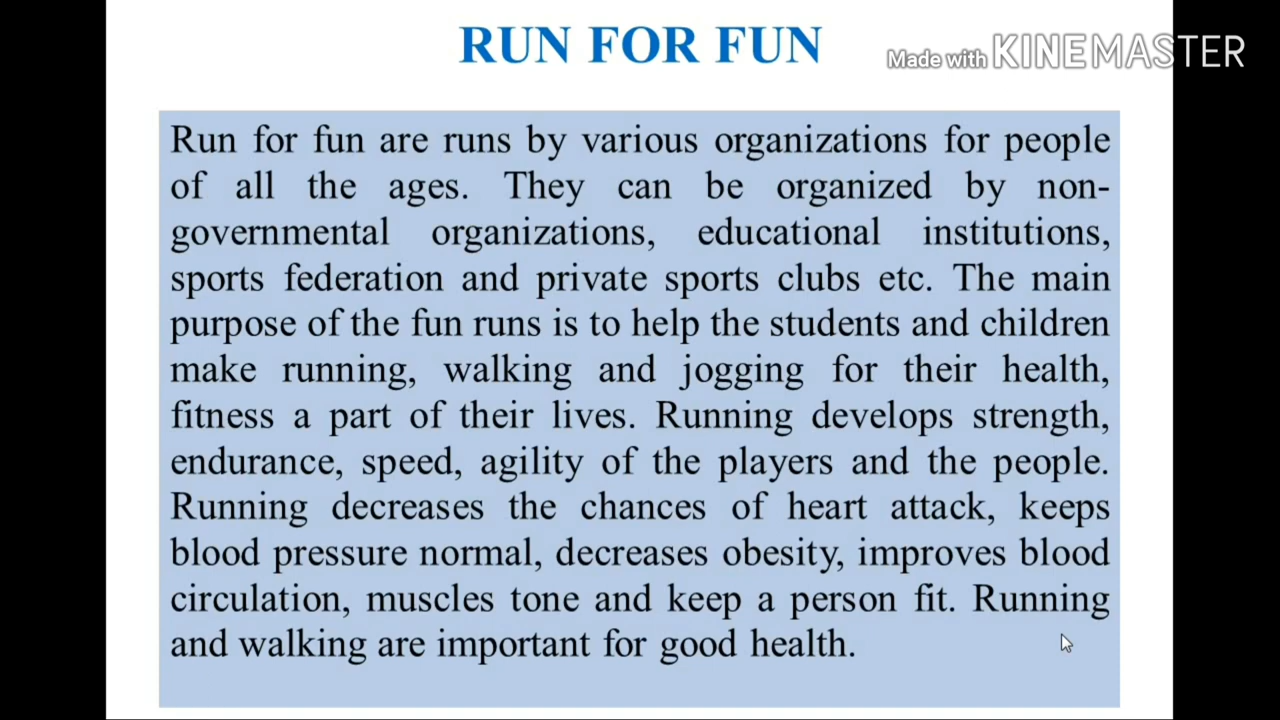 RUN FOR FUN
Made with KINEMASTER
Run for fun are runs by various organizations for people
of all the ages. They can be organized by non-
governmental organizations, educational institutions,
sports federation and private sports clubs etc. The main
purpose of the fun runs is to help the students and children
make running, walking and jogging for their health,
fitness a part of their lives. Running develops strength,
endurance, speed, agility of the players and the people.
Running decreases the chances of heart attack, keeps
blood pressure normal, decreases obesity, improves blood
circulation, muscles tone and keep a person fit. Running
and walking are important for good health.